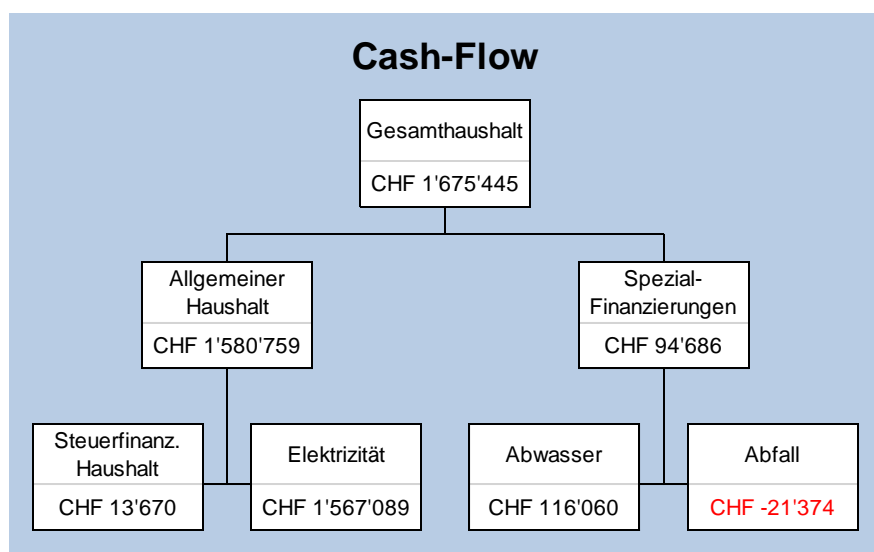 Cash-Flow
Gesamthaushalt
CHF 1'675'445
Allgemeiner
Haushalt
CHF 1'580'759
Spezial-
Finanzierungen
CHF 94'686
Steuerfinanz.
Haushalt
CHF 13'670
Elektrizität
CHF 1'567'089
Abwasser
CHF 116'060
Abfall
CHF -21'374